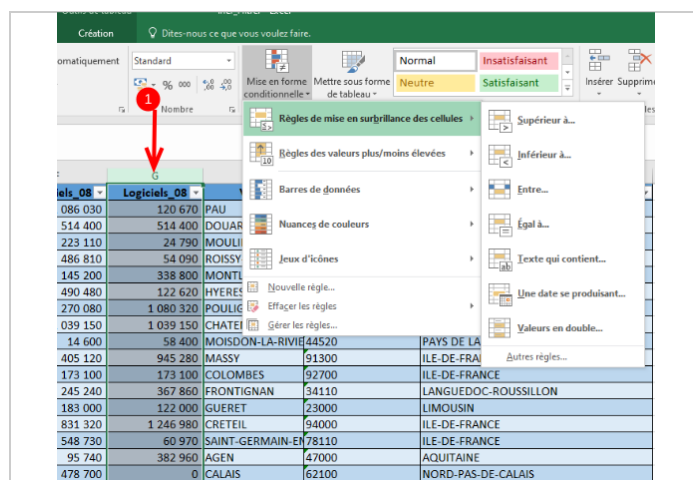 Création Dites-nous ce que vous voulez faire.
omatiquement Standard Normal Insatisfaisant
% 000 Mise en forme Mettre sous forme Neutre Satisfaisant Insérer Supprime
conditionnelle de tableau
Nombre
1
Règles de mise en surbrillance des cellules
Règles des valeurs plus/moins élevées
10
Barres de données
Nuances de couleurs
Jeux d'icônes
Nouvelle règle...
Effacer les règles
Gérer les règles...
Supérieur à...
Inférieur à...
Entre...
Égal à...
Texte qui contient...
ab
Une date se produisant...
Valeurs en double...
Autres règles...
G
els_08 Logiciels_08
086 030 120 670 PAU
514 400 514 400 DOUAR
223 110 24 790 MOULI
486 810 54 090 ROISSY
145 200 338 800 MONTL
490 480 122 620 HYERES
270 080 1 080 320 POULIG
039 150 1 039 150 CHATE
14 600 58 400 MOISDON-LA-RIVIE 44520 PAYS DE LA
405 120 945 280 MASSY 91300 ILE-DE-FRA
173 100 173 100 COLOMBES 92700 ILE-DE-FRANCE
245 240 367 860 FRONTIGNAN 34110 LANGUEDOC-ROUSSILLON
183 000 122 000 GUERET 23000 LIMOUSIN
831 320 1 246 980 CRETEIL 94000 ILE-DE-FRANCE
548 730 60 970 SAINT-GERMAIN-EN 78110 ILE-DE-FRANCE
95 740 382 960 AGEN 47000 AQUITAINE
478 700 0 CALAIS 62100 NORD-PAS-DE-CALAIS